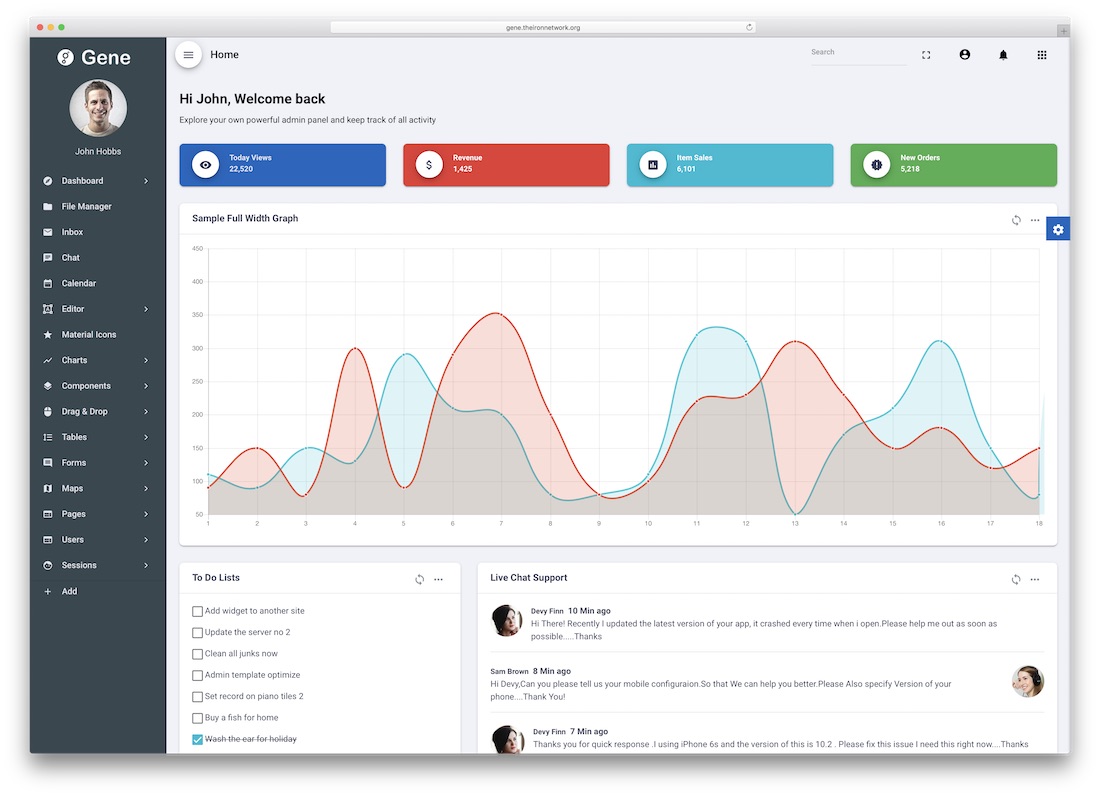 gene.theironnetwork.org
Gene
John Hobbs
Dashboard
File Manager
Inbox
Chat
Calendar
Editor
Material Icons
Charts
Components
Drag & Drop
Tables
Forms
Maps
Pages
Users
Sessions
Add
Home
Search
Hi John, Welcome back
Explore your own powerful admin panel and keep track of all activity
Today Views
22,520
Revenue
1,425
Item Sales
6,101
New Orders
5,218
Sample Full Width Graph
450
400
350
300
250
200
150
100
50
1 2 3 4 5 6 7 8 9 10 11 12 13 14 15 16 17 18
To Do Lists
Add widget to another site
Update the server no 2
Clean all junks now
Admin template optimize
Set record on piano tiles 2
Buy a fish for home
Wash the car for holiday
Live Chat Support
Devy Finn 10 Min ago
Hi There! Recently I updated the latest version of your app, it crashed every time when i open.Please help me out as soon as
possible.....Thanks
Sam Brown 8 Min ago
Hi Devy,Can you please tell us your mobile configuraion.So that We can help you better.Please Also specify Version of your
phone....Thank You!
Devy Finn 7 Min ago
Thanks you for quick response .I using iPhone 6s and the version of this is 10.2 . Please fix this issue I need this right now....Thanks